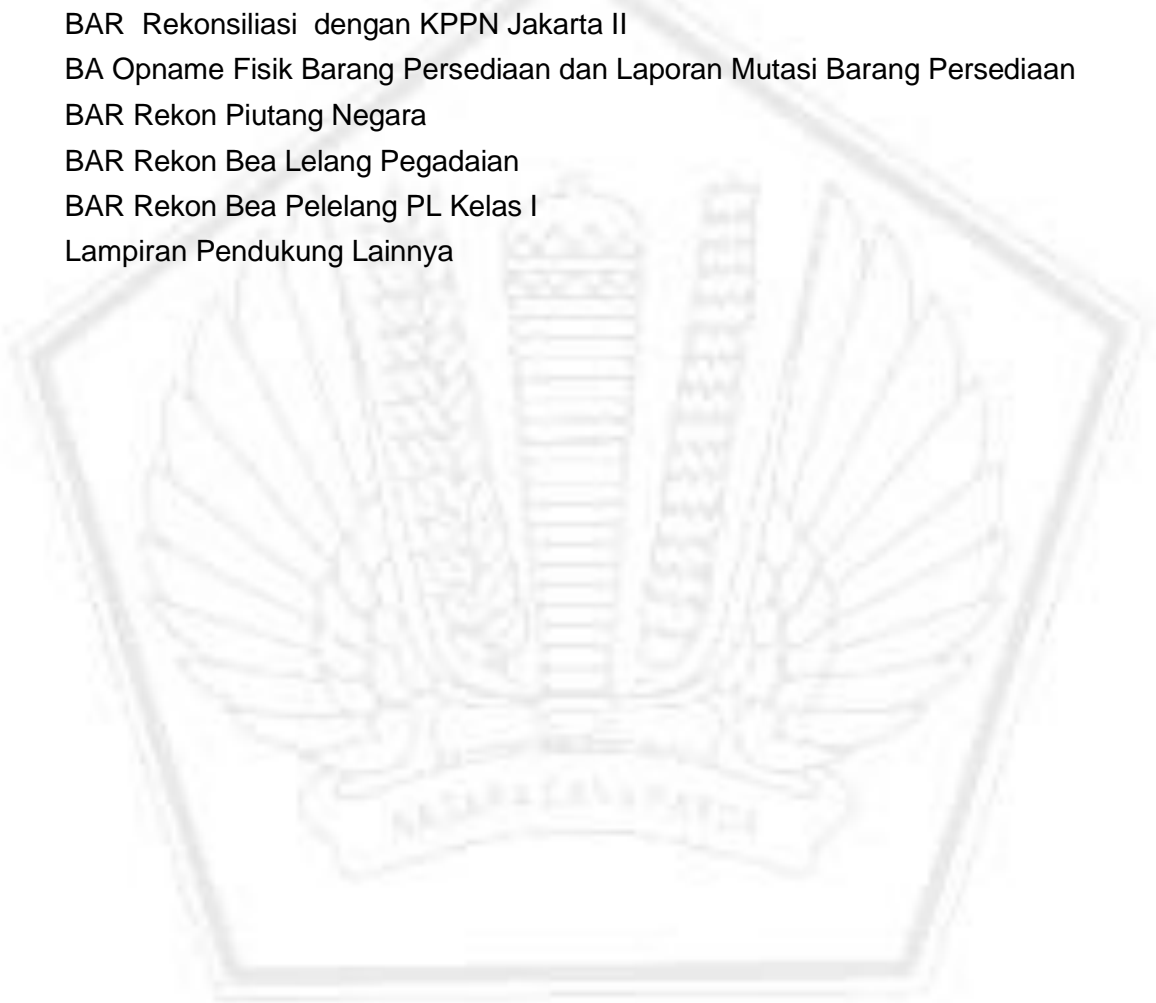 BAR Rekonsiliasi dengan KPPN Jakarta II
BA Opname Fisik Barang Persediaan dan Laporan Mutasi Barang Persediaan
BAR Rekon Piutang Negara
BAR Rekon Bea Lelang Pegadaian
BAR Rekon Bea Pelelang PL Kelas I
Lampiran Pendukung Lainnya